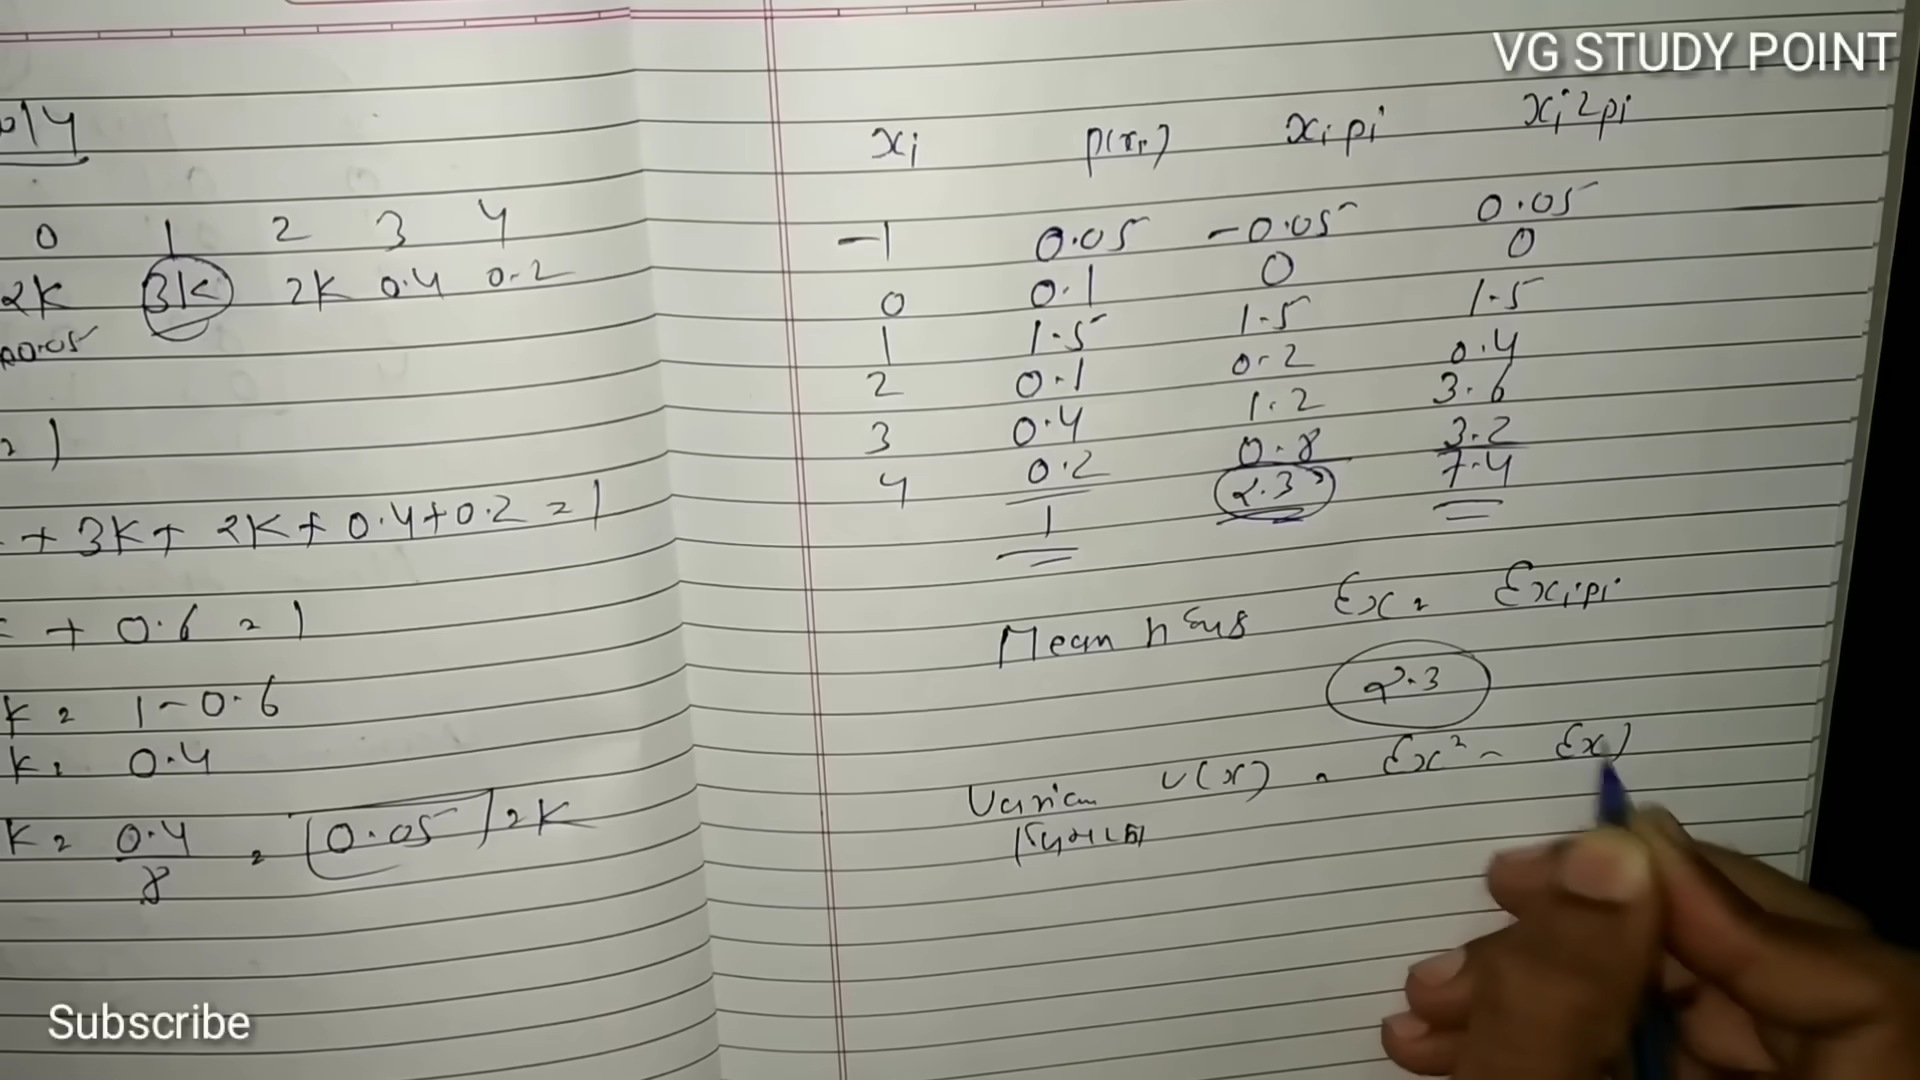 VG STUDY POINT
0 1 2 3 4
2K 3K 2K 0.4 0.2
+ 3K + 2K + 0.4 + 0.2 = 1
+ 0.6 = 1
K = 1 - 0.6
K = 0.4
K = 0.4/8 = 0.05 = K
xi p(xi) xipi xi2pi
-1 0.05 -0.05 0.05
0 0.1 0 0
1 1.5 1.5 1.5
2 0.1 0.2 0.4
3 0.4 1.2 3.6
4 0.2 0.8 3.2
1 2.3 7.4
Mean Ex = Exipi
2.3
v(x) = Ex² - Ex)
Subscribe